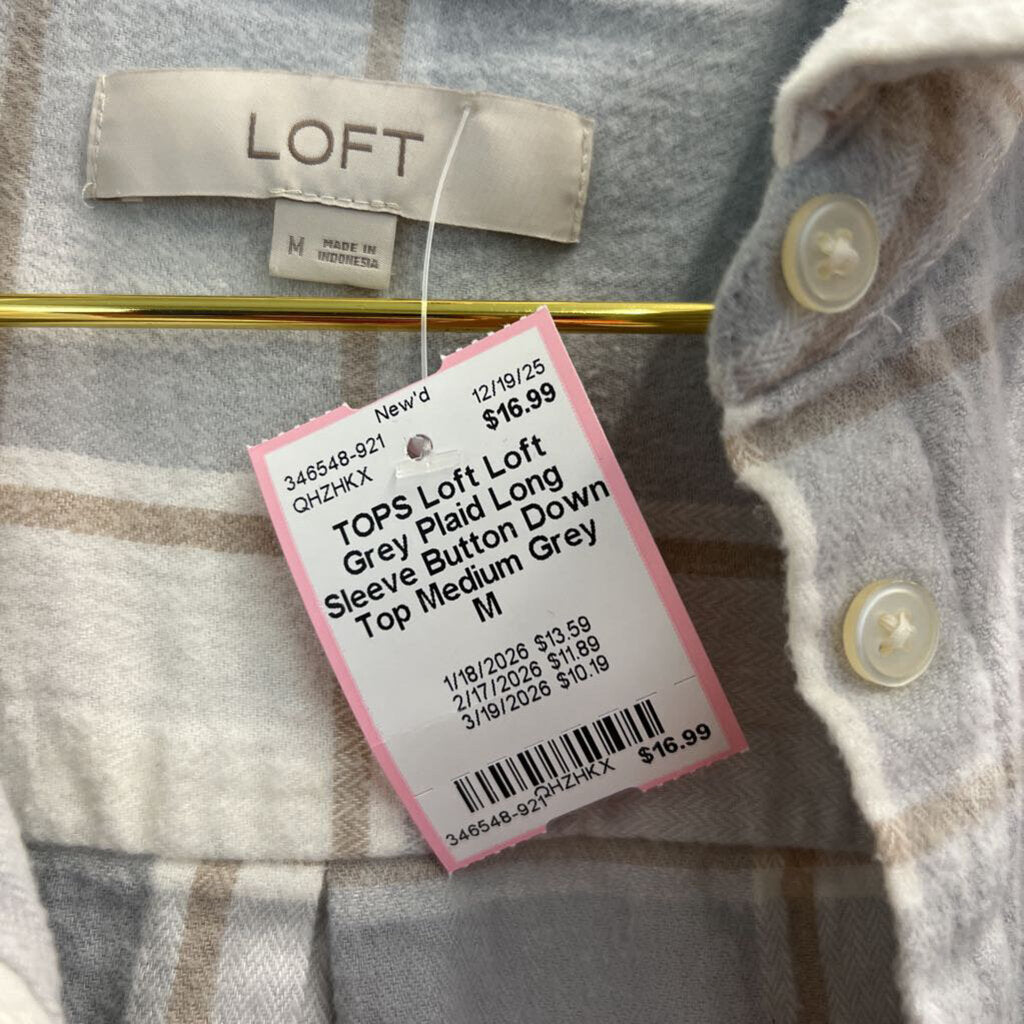 LOFT
M
MADE IN
INDONESIA
New'd
12/19/25
$16.99
346548-921
QHZHKX
TOPS Loft Loft
Grey Plaid Long
Sleeve Button Down
Top Medium Grey
M
1/18/2026 $13.59
2/17/2026 $11.89
3/19/2026 $10.19
346548-921
QHZHKX
$16.99